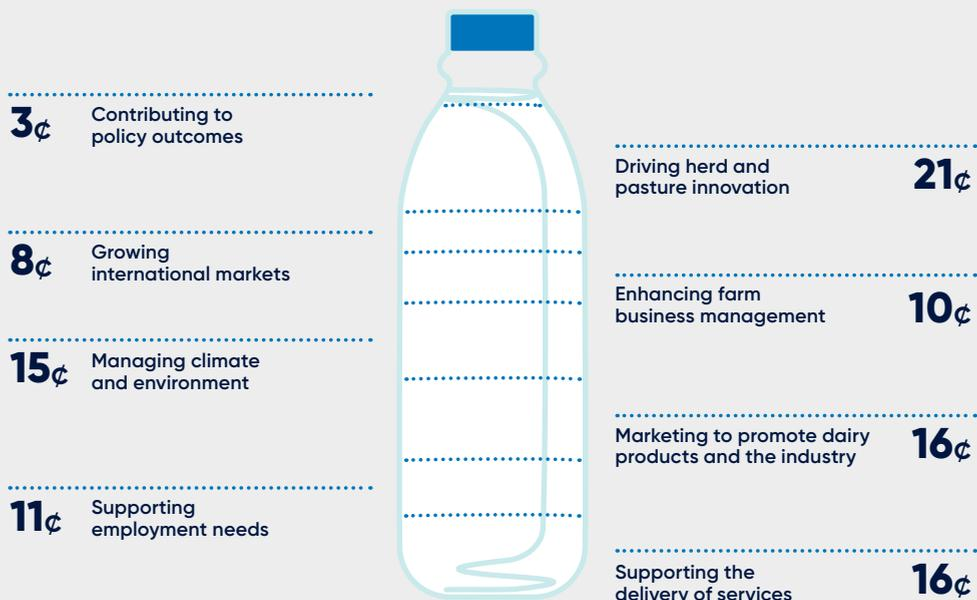 3¢
Contributing to
policy outcomes
Driving herd and
pasture innovation
21¢
8¢
Growing
international markets
Enhancing farm
business management
10¢
15¢
Managing climate
and environment
Marketing to promote dairy
products and the industry
16¢
11¢
Supporting
employment needs
Supporting the
delivery of services
16¢